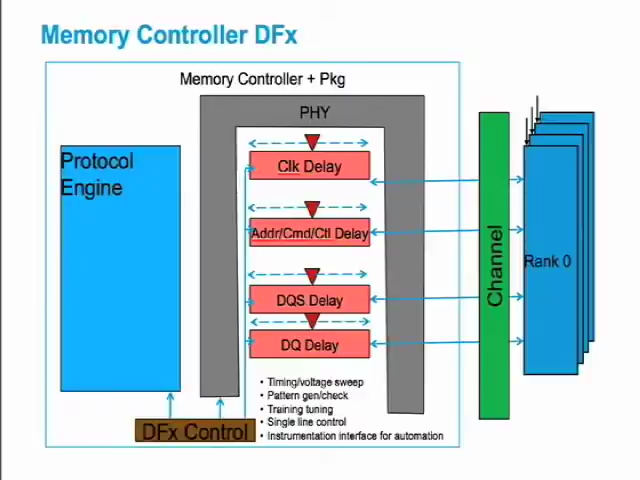 Memory Controller DFx
Memory Controller + Pkg
PHY
Protocol
Engine
Clk Delay
Addr/Cmd/Ctl Delay
DQS Delay
DQ Delay
Channel
Rank 0
DFx Control
• Timing/voltage sweep
• Pattern gen/check
• Training tuning
• Single line control
• Instrumentation interface for automation